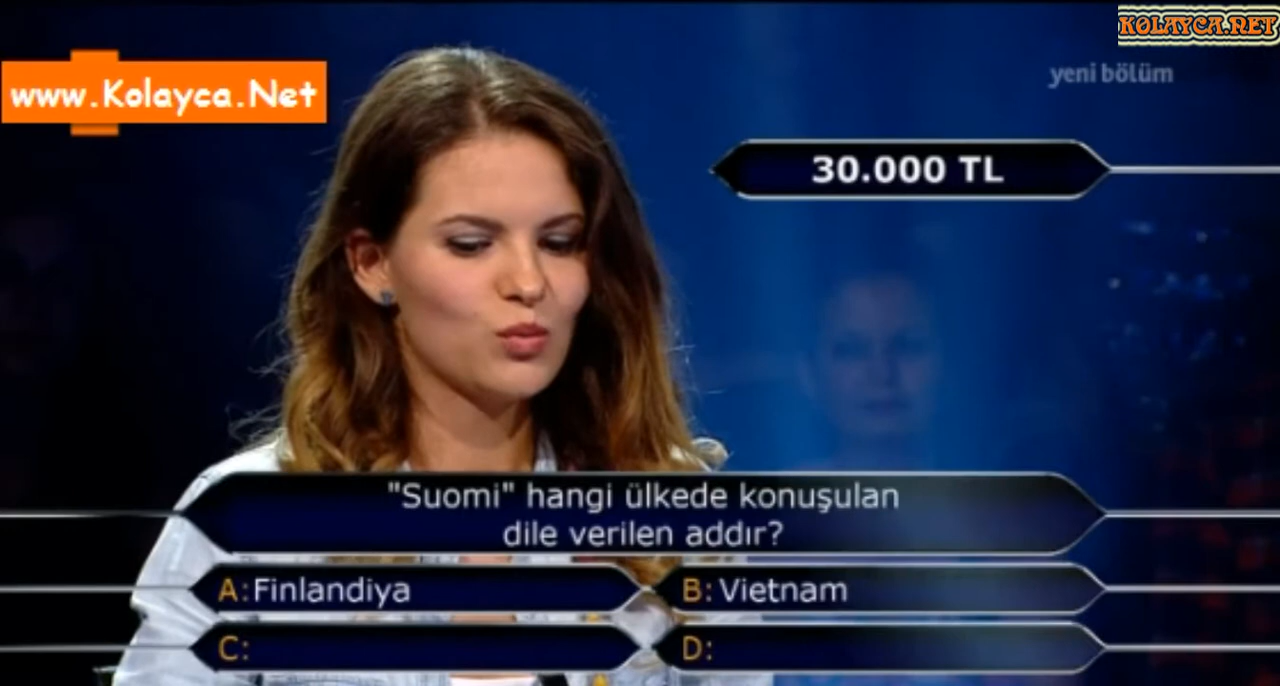 KOLAYCA.NET
www.Kolayca.Net
yeni bölüm
30.000 TL
"Suomi" hangi ülkede konuşulan
dile verilen addır?
A: Finlandiya
B: Vietnam
C:
D: